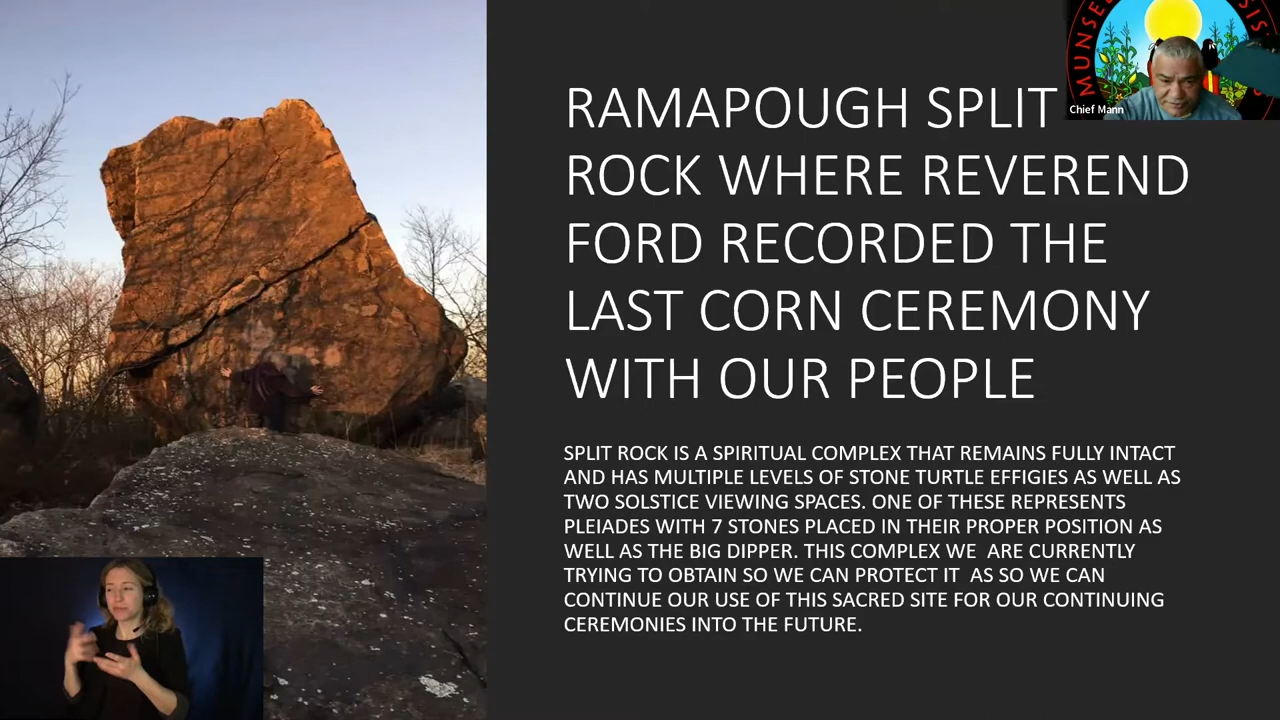 MUNSEE
Chief Mann
RAMAPOUGH SPLIT
ROCK WHERE REVEREND
FORD RECORDED THE
LAST CORN CEREMONY
WITH OUR PEOPLE
SPLIT ROCK IS A SPIRITUAL COMPLEX THAT REMAINS FULLY INTACT
AND HAS MULTIPLE LEVELS OF STONE TURTLE EFFIGIES AS WELL AS
TWO SOLSTICE VIEWING SPACES. ONE OF THESE REPRESENTS
PLEIADES WITH 7 STONES PLACED IN THEIR PROPER POSITION AS
WELL AS THE BIG DIPPER. THIS COMPLEX WE  ARE CURRENTLY
TRYING TO OBTAIN SO WE CAN PROTECT IT  AS SO WE CAN
CONTINUE OUR USE OF THIS SACRED SITE FOR OUR CONTINUING
CEREMONIES INTO THE FUTURE.